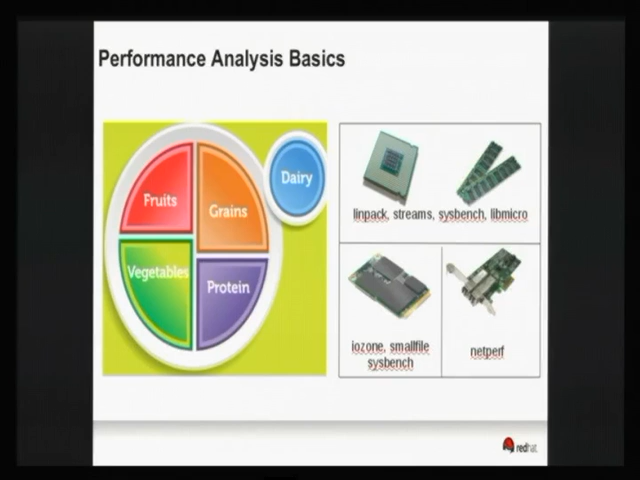 Performance Analysis Basics
Fruits
Grains
Dairy
Vegetables
Protein
linpack, streams, sysbench, libmicro
iozone, smallfile
sysbench
netperf
redhat